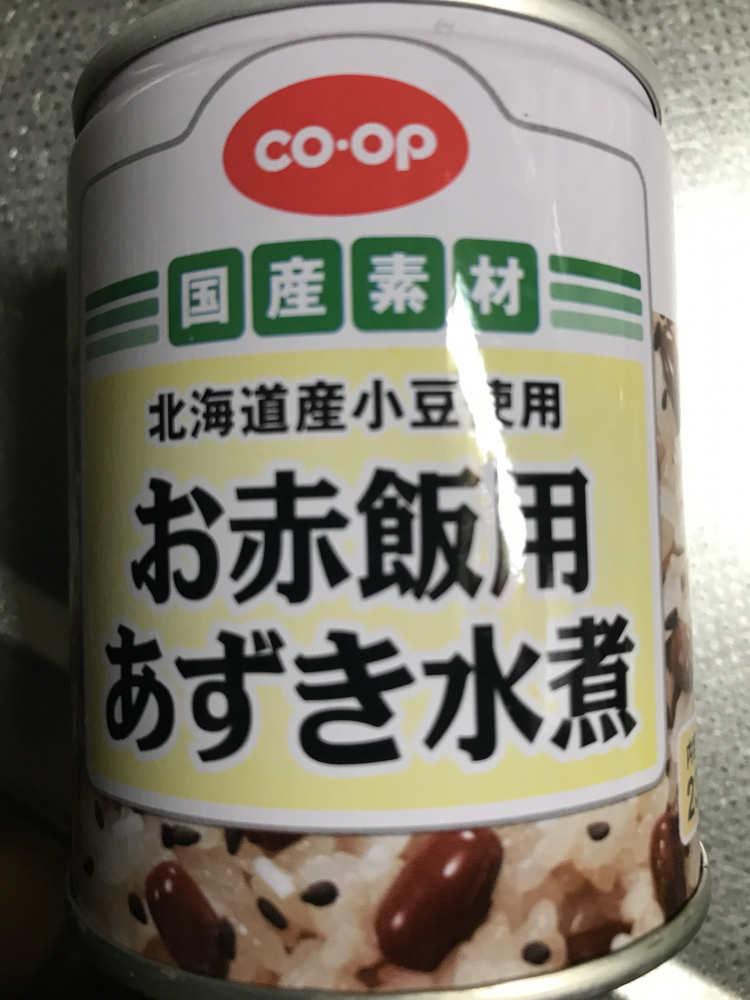 co·op
国産素材
北海道産小豆使用
お赤飯用
あずき水煮